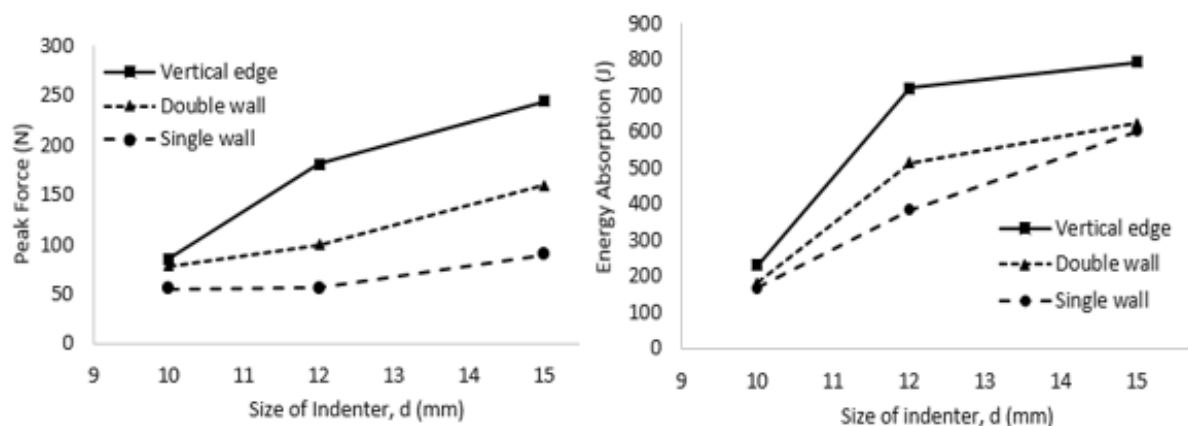 300
250
200
150
100
50
0
Peak Force (N)
Vertical edge
Double wall
Single wall
9 10 11 12 13 14 15
Size of Indenter, d (mm)
900
800
700
600
500
400
300
200
100
0
Energy Absorption (J)
Vertical edge
Double wall
Single wall
9 10 11 12 13 14 15
Size of indenter, d (mm)